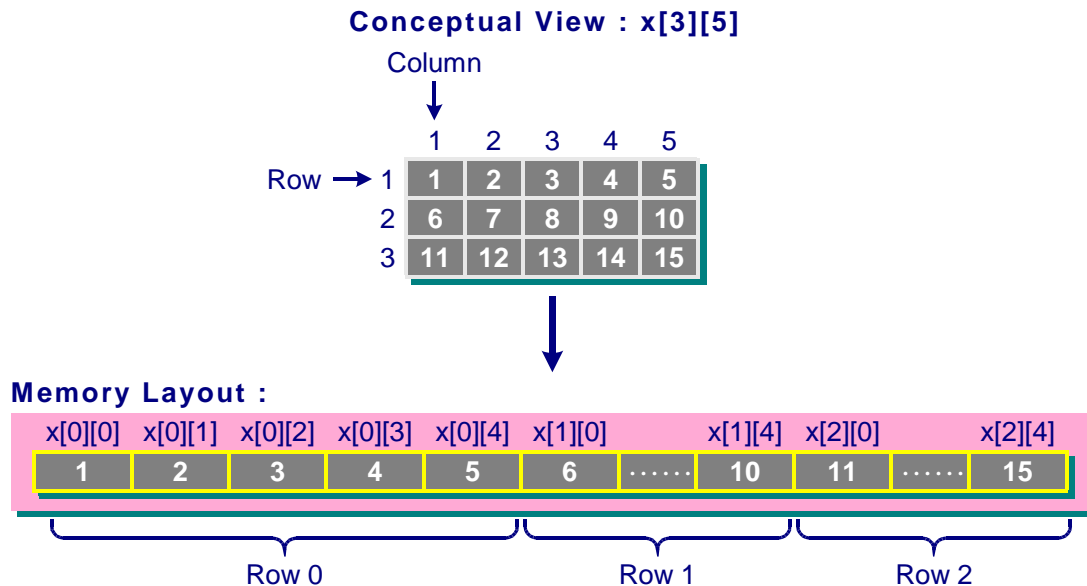 Conceptual View : x[3][5]
Column
1 2 3 4 5
Row 1 1 2 3 4 5
2 6 7 8 9 10
3 11 12 13 14 15
Memory Layout :
x[0][0] x[0][1] x[0][2] x[0][3] x[0][4] x[1][0] x[1][4] x[2][0] x[2][4]
1 2 3 4 5 6 ...... 10 11 ...... 15
Row 0 Row 1 Row 2